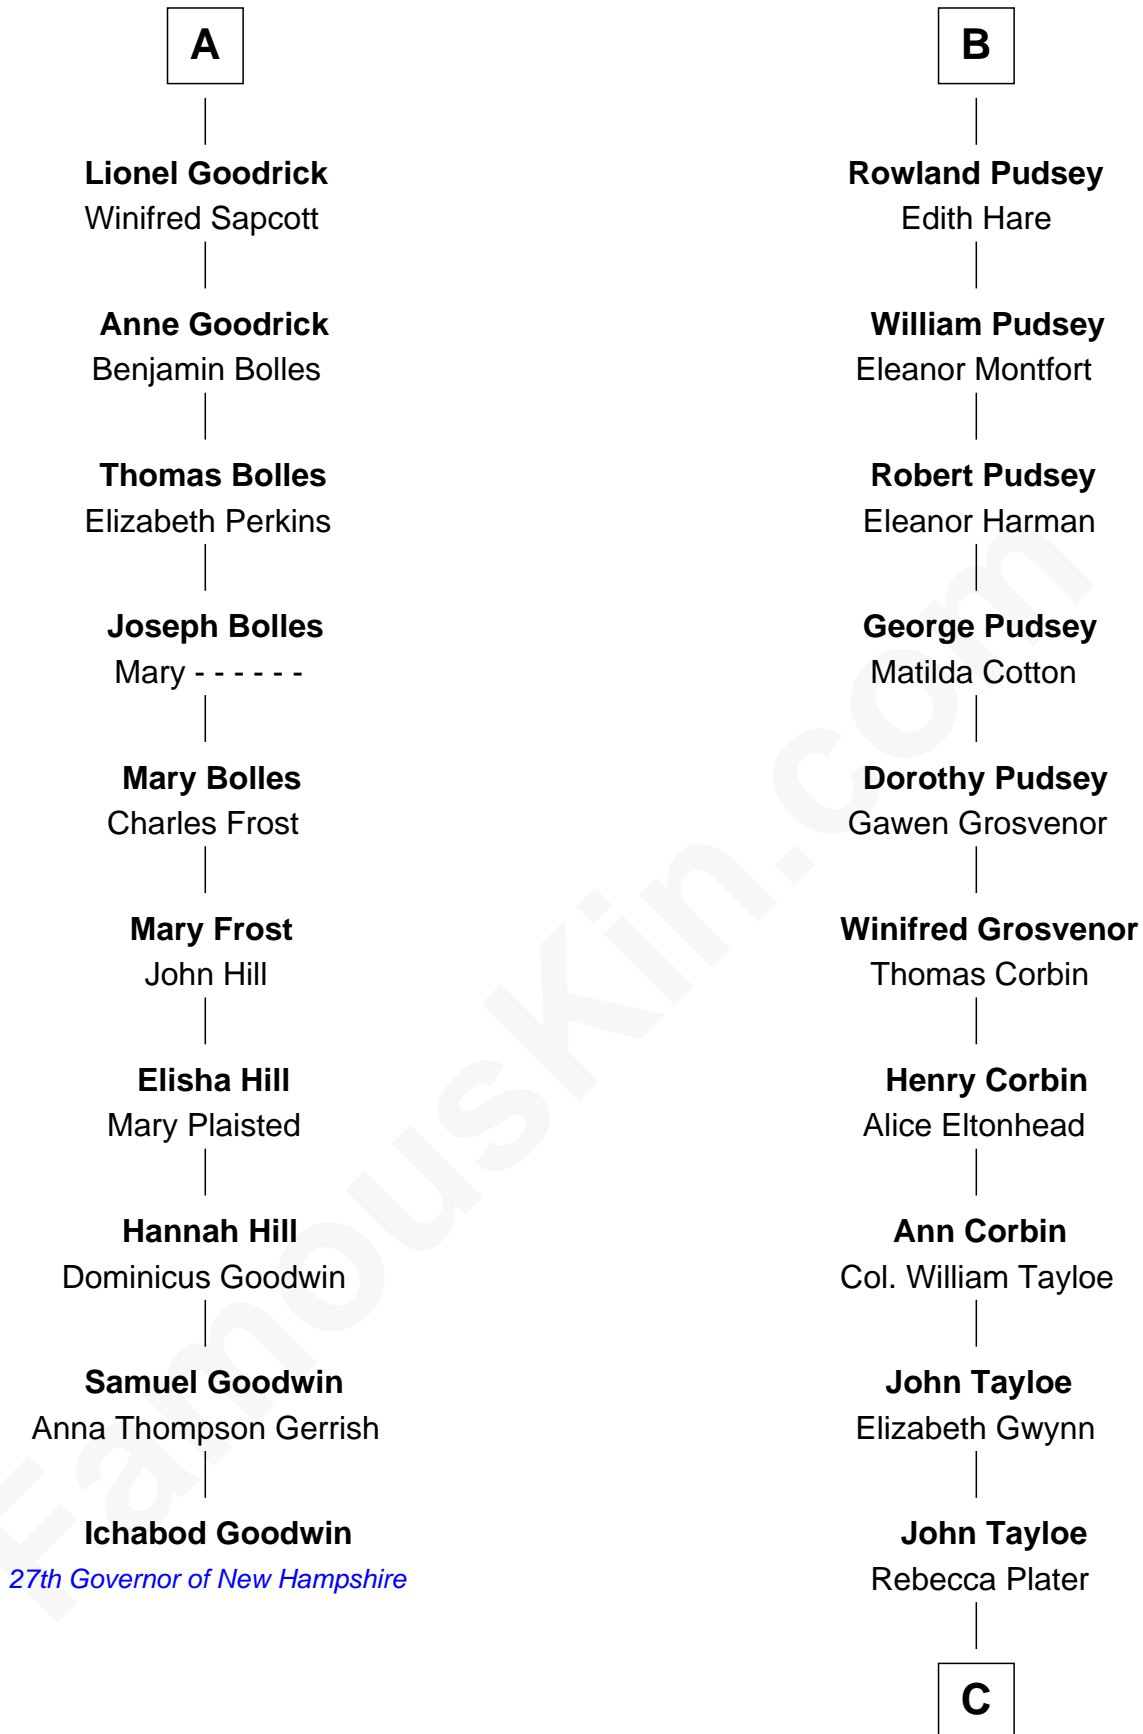 A
Lionel Goodrick
Winifred Sapcott
Anne Goodrick
Benjamin Bolles
Thomas Bolles
Elizabeth Perkins
Joseph Bolles
Mary - - - - - -
Mary Bolles
Charles Frost
Mary Frost
John Hill
Elisha Hill
Mary Plaisted
Hannah Hill
Dominicus Goodwin
Samuel Goodwin
Anna Thompson Gerrish
Ichabod Goodwin
27th Governor of New Hampshire
B
Rowland Pudsey
Edith Hare
William Pudsey
Eleanor Montfort
Robert Pudsey
Eleanor Harman
George Pudsey
Matilda Cotton
Dorothy Pudsey
Gawen Grosvenor
Winifred Grosvenor
Thomas Corbin
Henry Corbin
Alice Eltonhead
Ann Corbin
Col. William Tayloe
John Tayloe
Elizabeth Gwynn
John Tayloe
Rebecca Plater
C
FamousKin.com